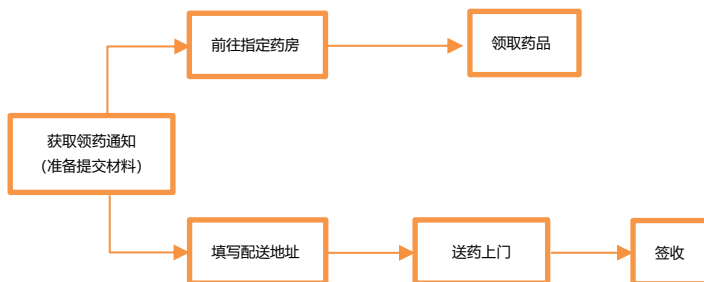 前往指定药房
领取药品
获取领药通知
（准备提交材料）
填写配送地址
送药上门
签收